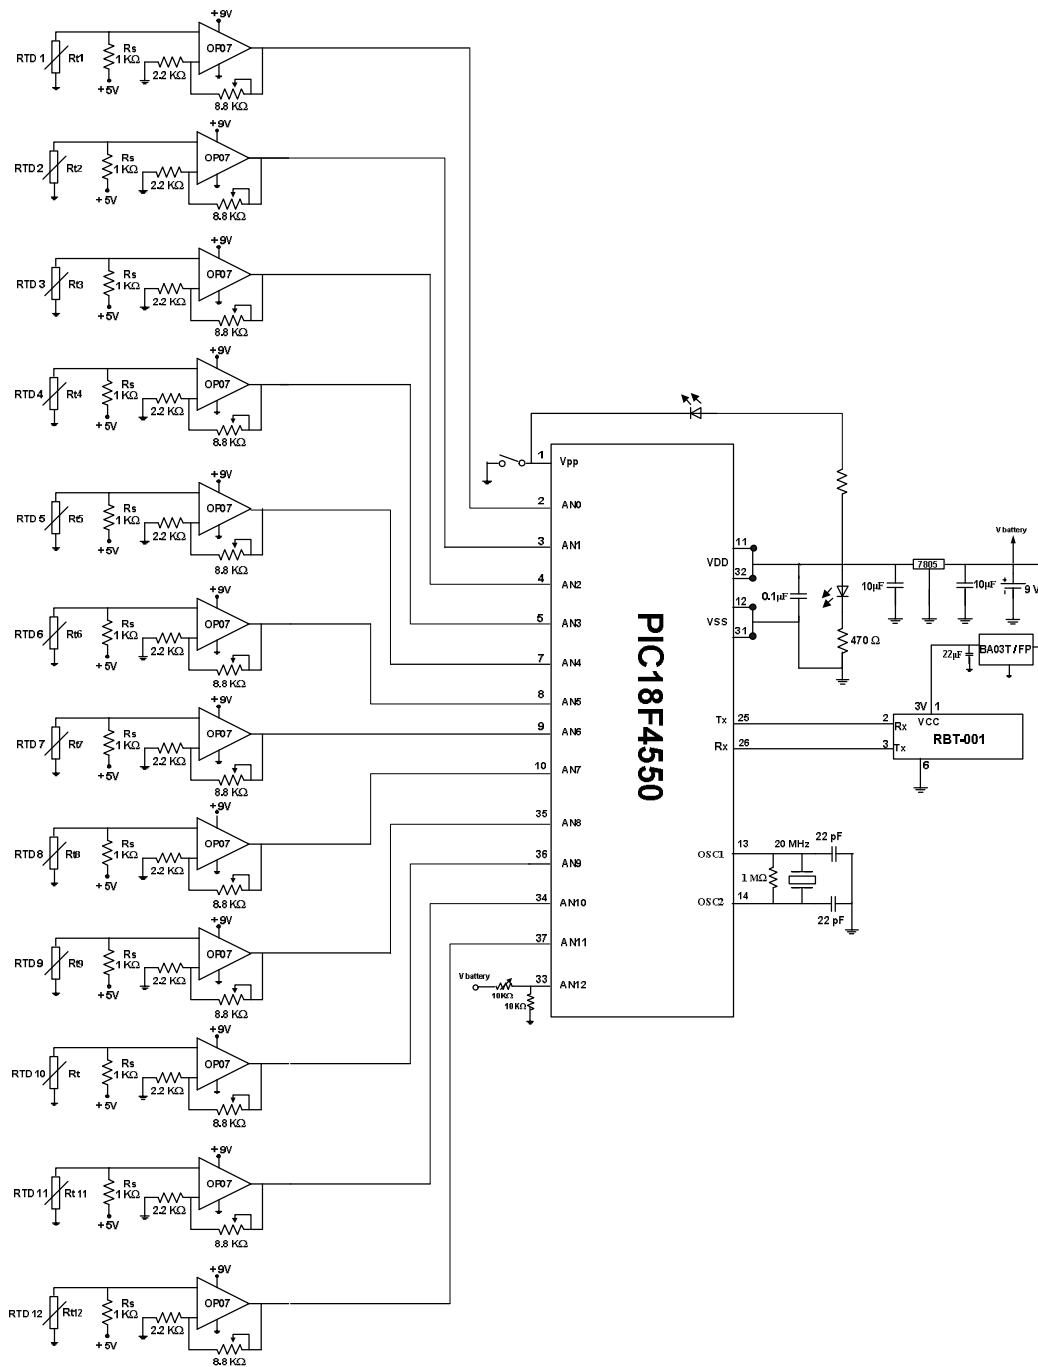 +9V
RTD 1
Rt1
Rs
1 KΩ
+5V
2.2 KΩ
OP07
8.8 KΩ
+9V
RTD 2
Rt2
Rs
1 KΩ
+5V
2.2 KΩ
OP07
8.8 KΩ
+9V
RTD 3
Rt3
Rs
1 KΩ
+5V
2.2 KΩ
OP07
8.8 KΩ
+9V
RTD 4
Rt4
Rs
1 KΩ
+5V
2.2 KΩ
OP07
8.8 KΩ
+9V
RTD 5
Rt5
Rs
1 KΩ
+5V
2.2 KΩ
OP07
8.8 KΩ
+9V
RTD 6
Rt6
Rs
1 KΩ
+5V
2.2 KΩ
OP07
8.8 KΩ
+9V
RTD 7
Rt7
Rs
1 KΩ
+5V
2.2 KΩ
OP07
8.8 KΩ
+9V
RTD 8
Rt8
Rs
1 KΩ
+5V
2.2 KΩ
OP07
8.8 KΩ
+9V
RTD 9
Rt9
Rs
1 KΩ
+5V
2.2 KΩ
OP07
8.8 KΩ
+9V
RTD 10
Rt
Rs
1 KΩ
+5V
2.2 KΩ
OP07
8.8 KΩ
+9V
RTD 11
Rt 11
Rs
1 KΩ
+5V
2.2 KΩ
OP07
8.8 KΩ
+9V
RTD 12
Rt12
Rs
1 KΩ
+5V
2.2 KΩ
OP07
8.8 KΩ
1 Vpp
2 AN0
3 AN1
4 AN2
5 AN3
7 AN4
8 AN5
9 AN6
10 AN7
35 AN8
36 AN9
34 AN10
37 AN11
33 AN12
V battery
10KΩ
10KΩ
PIC18F4550
VDD
11
32
VSS
12
31
Tx 25
Rx 26
OSC1 13
OSC2 14
0.1µF
470 Ω
10µF
7805
10µF
V battery
9 V
22µF
BA03T / FP
3V
1
VCC
2 Rx
3 Tx
RBT-001
6
20 MHz
1 MΩ
22 pF
22 pF